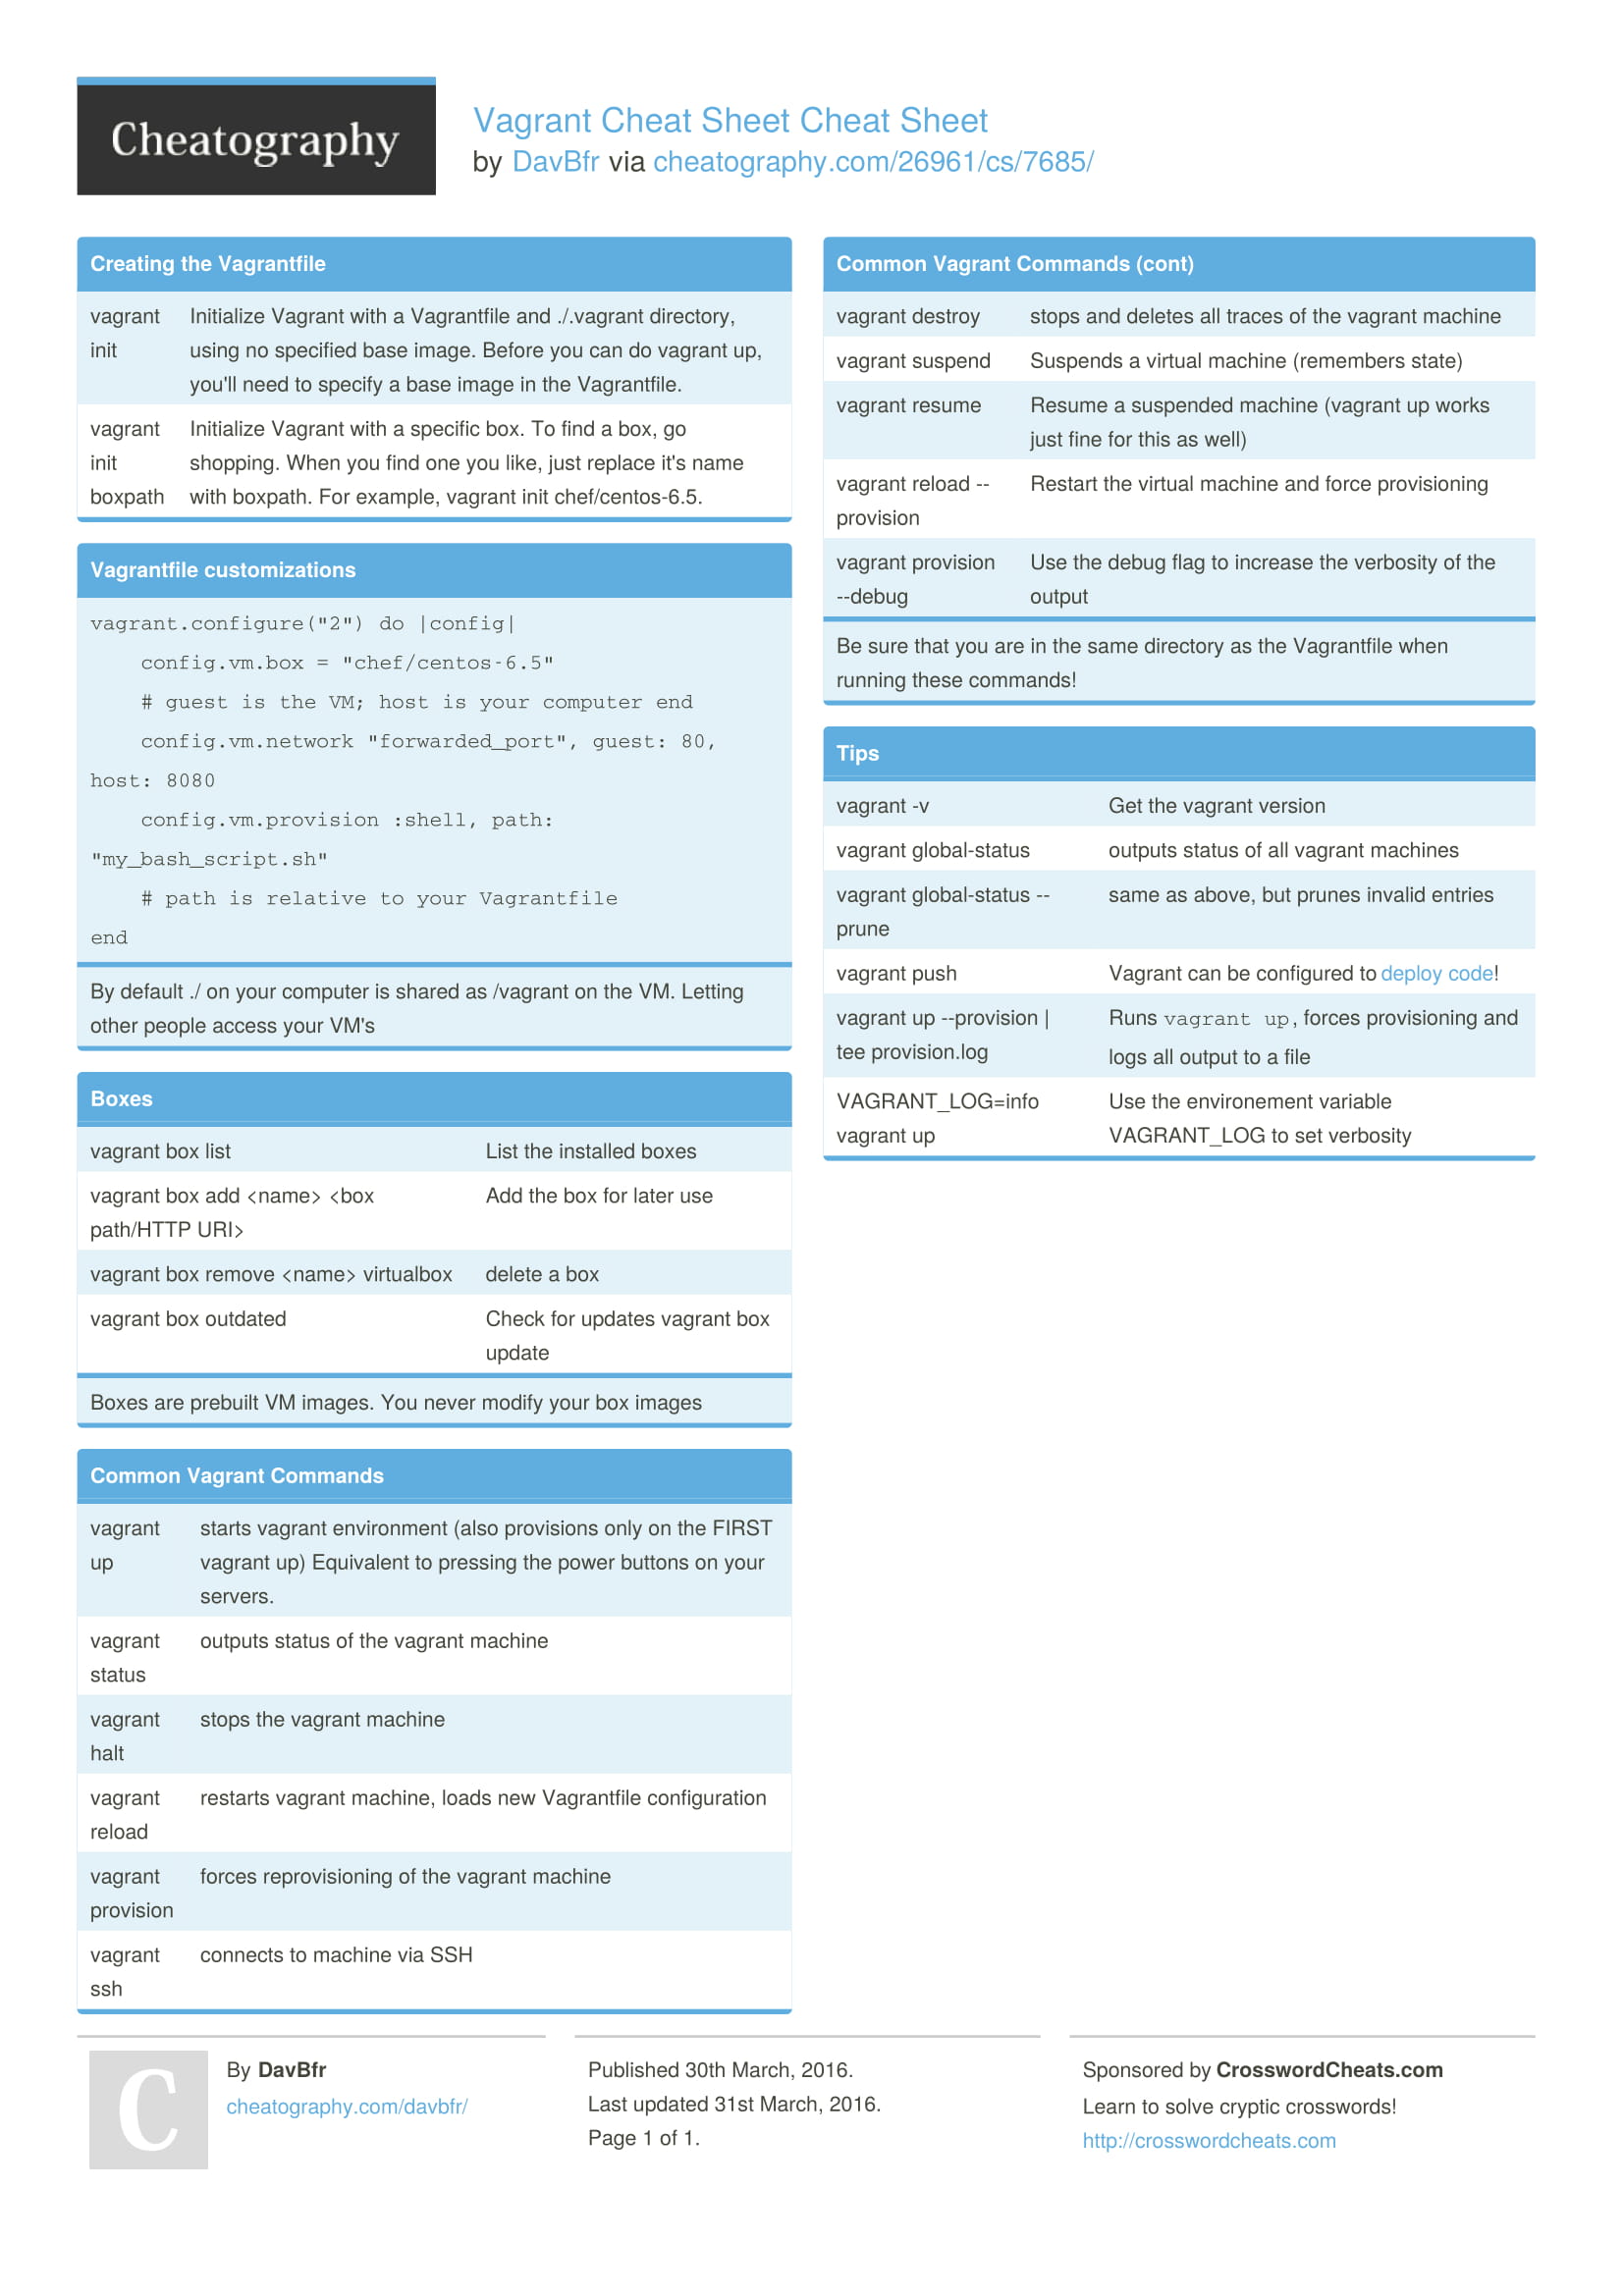 Cheatography
Vagrant Cheat Sheet Cheat Sheet
by DavBfr via cheatography.com/26961/cs/7685/
Creating the Vagrantfile
vagrant init
Initialize Vagrant with a Vagrantfile and ./.vagrant directory,
using no specified base image. Before you can do vagrant up,
you'll need to specify a base image in the Vagrantfile.
vagrant init boxpath
Initialize Vagrant with a specific box. To find a box, go
shopping. When you find one you like, just replace it's name
with boxpath. For example, vagrant init chef/centos-6.5.
Vagrantfile customizations
vagrant.configure("2") do |config|
    config.vm.box = "chef/centos-6.5"
    # guest is the VM; host is your computer end
    config.vm.network "forwarded_port", guest: 80,
host: 8080
    config.vm.provision :shell, path:
"my_bash_script.sh"
    # path is relative to your Vagrantfile
end
By default ./ on your computer is shared as /vagrant on the VM. Letting
other people access your VM's
Boxes
vagrant box list
List the installed boxes
vagrant box add <name> <box
path/HTTP URI>
Add the box for later use
vagrant box remove <name> virtualbox
delete a box
vagrant box outdated
Check for updates vagrant box
update
Boxes are prebuilt VM images. You never modify your box images
Common Vagrant Commands
vagrant
up
starts vagrant environment (also provisions only on the FIRST
vagrant up) Equivalent to pressing the power buttons on your
servers.
vagrant
status
outputs status of the vagrant machine
vagrant
halt
stops the vagrant machine
vagrant
reload
restarts vagrant machine, loads new Vagrantfile configuration
vagrant
provision
forces reprovisioning of the vagrant machine
vagrant
ssh
connects to machine via SSH
Common Vagrant Commands (cont)
vagrant destroy
stops and deletes all traces of the vagrant machine
vagrant suspend
Suspends a virtual machine (remembers state)
vagrant resume
Resume a suspended machine (vagrant up works
just fine for this as well)
vagrant reload --
provision
Restart the virtual machine and force provisioning
vagrant provision
--debug
Use the debug flag to increase the verbosity of the
output
Be sure that you are in the same directory as the Vagrantfile when
running these commands!
Tips
vagrant -v
Get the vagrant version
vagrant global-status
outputs status of all vagrant machines
vagrant global-status --
prune
same as above, but prunes invalid entries
vagrant push
Vagrant can be configured to deploy code!
vagrant up --provision |
tee provision.log
Runs vagrant up, forces provisioning and
logs all output to a file
VAGRANT_LOG=info
vagrant up
Use the environement variable
VAGRANT_LOG to set verbosity
C
By DavBfr
cheatography.com/davbfr/
Published 30th March, 2016.
Last updated 31st March, 2016.
Page 1 of 1.
Sponsored by CrosswordCheats.com
Learn to solve cryptic crosswords!
http://crosswordcheats.com